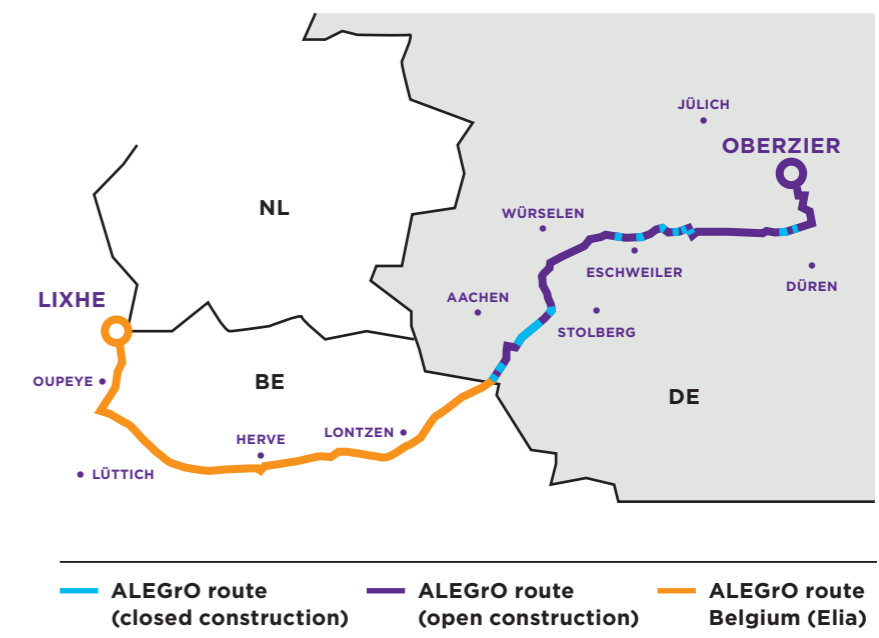 JÜLICH
OBERZIER
NL
WÜRSELEN
ESCHWEILER
DÜREN
LIXHE
AACHEN
STOLBERG
OUPEYE
BE
DE
HERVE
LONTZEN
LÜTTICH
ALEGrO route
(closed construction)
ALEGrO route
(open construction)
ALEGrO route
Belgium (Elia)